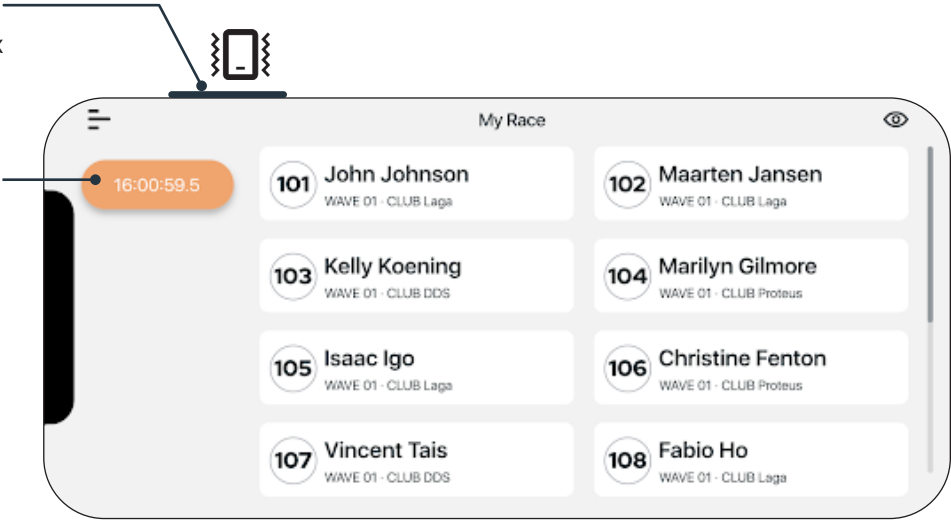 x
My Race
16:00:59.5
101 John Johnson
WAVE 01 · CLUB Laga
102 Maarten Jansen
WAVE 01 · CLUB Laga
103 Kelly Koening
WAVE 01 · CLUB DDS
104 Marilyn Gilmore
WAVE 01 · CLUB Proteus
105 Isaac Igo
WAVE 01 · CLUB Laga
106 Christine Fenton
WAVE 01 · CLUB Proteus
107 Vincent Tais
WAVE 01 · CLUB DDS
108 Fabio Ho
WAVE 01 · CLUB Laga